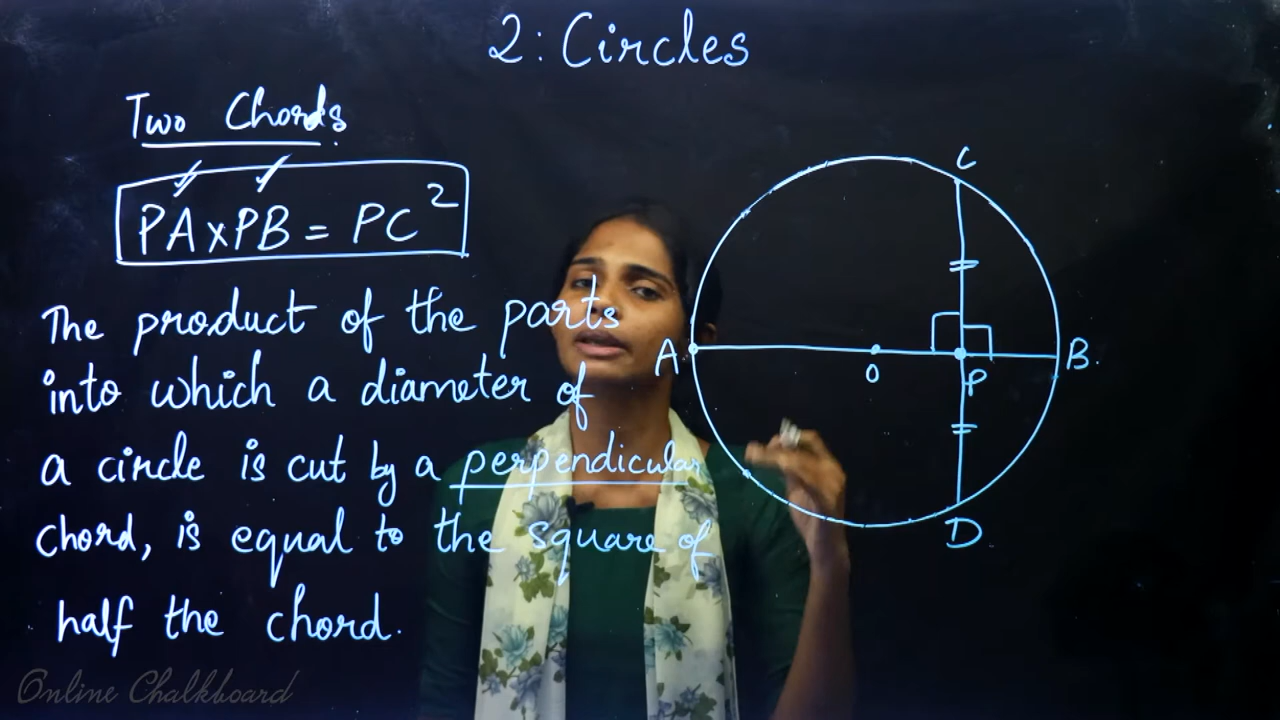 2: Circles
Two Chords
PA×PB = PC²
The product of the parts
into which a diameter of
a circle is cut by a perpendicular
chord, is equal to the square of
half the chord.
C
A
O
P
B.
D
Online Chalkboard